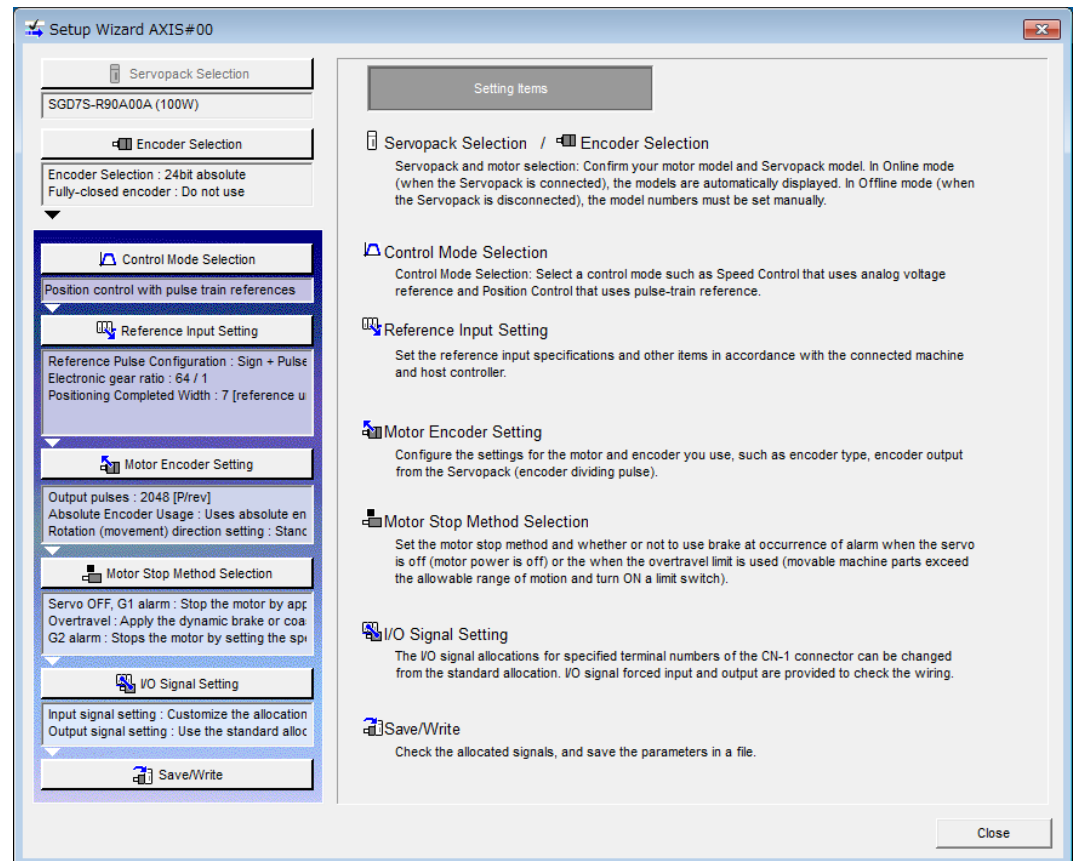 Setup Wizard AXIS#00
Servopack Selection
SGD7S-R90A00A (100W)
Encoder Selection
Encoder Selection : 24bit absolute
Fully-closed encoder : Do not use
Control Mode Selection
Position control with pulse train references
Reference Input Setting
Reference Pulse Configuration : Sign + Pulse
Electronic gear ratio : 64 / 1
Positioning Completed Width : 7 [reference u
Motor Encoder Setting
Output pulses : 2048 [P/rev]
Absolute Encoder Usage : Uses absolute en
Rotation (movement) direction setting : Stanc
Motor Stop Method Selection
Servo OFF, G1 alarm : Stop the motor by app
Overtravel : Apply the dynamic brake or coa
G2 alarm : Stops the motor by setting the spe
I/O Signal Setting
Input signal setting : Customize the allocation
Output signal setting : Use the standard alloc
Save/Write
Setting Items
Servopack Selection / Encoder Selection
Servopack and motor selection: Confirm your motor model and Servopack model. In Online mode
(when the Servopack is connected), the models are automatically displayed. In Offline mode (when
the Servopack is disconnected), the model numbers must be set manually.
Control Mode Selection
Control Mode Selection: Select a control mode such as Speed Control that uses analog voltage
reference and Position Control that uses pulse-train reference.
Reference Input Setting
Set the reference input specifications and other items in accordance with the connected machine
and host controller.
Motor Encoder Setting
Configure the settings for the motor and encoder you use, such as encoder type, encoder output
from the Servopack (encoder dividing pulse).
Motor Stop Method Selection
Set the motor stop method and whether or not to use brake at occurrence of alarm when the servo
is off (motor power is off) or the when the overtravel limit is used (movable machine parts exceed
the allowable range of motion and turn ON a limit switch).
I/O Signal Setting
The I/O signal allocations for specified terminal numbers of the CN-1 connector can be changed
from the standard allocation. I/O signal forced input and output are provided to check the wiring.
Save/Write
Check the allocated signals, and save the parameters in a file.
Close